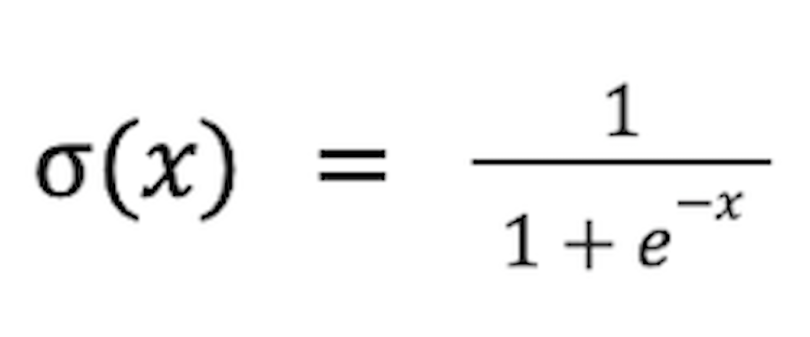 σ(x) = 1 / (1 + e^{-x})